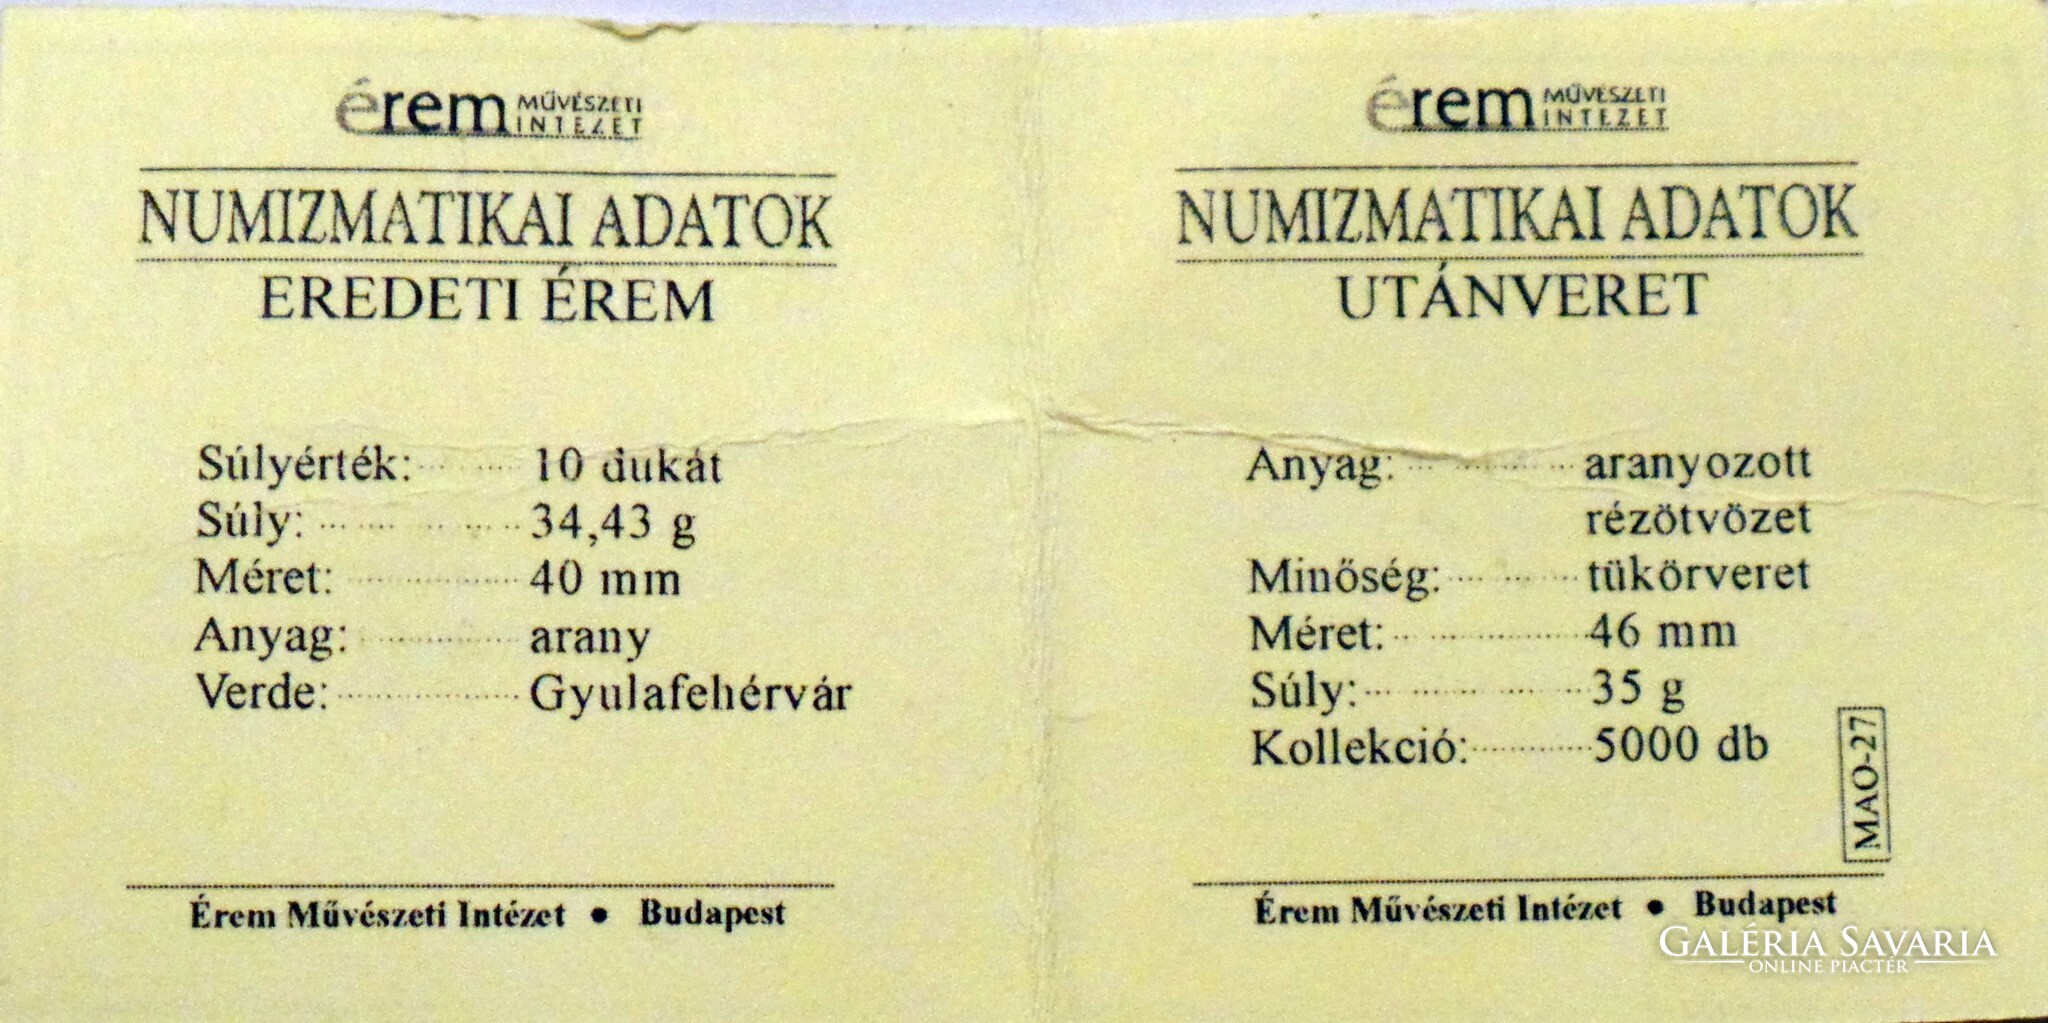 érem MŰVÉSZETI
INTÉZET
NUMIZMATIKAI ADATOK
EREDETI ÉREM
Súlyérték: 10 dukát
Súly: 34,43 g
Méret: 40 mm
Anyag: arany
Verde: Gyulafehérvár
Érem Művészeti Intézet • Budapest
érem MŰVÉSZETI
INTÉZET
NUMIZMATIKAI ADATOK
UTÁNVERET
Anyag: aranyozott
rézötvözet
Minőség: tükörveret
Méret: 46 mm
Súly: 35 g
Kollekció: 5000 db
MAO-27
Érem Művészeti Intézet • Budapest
GALÉRIA SAVARIA
ONLINE PIACTÉR